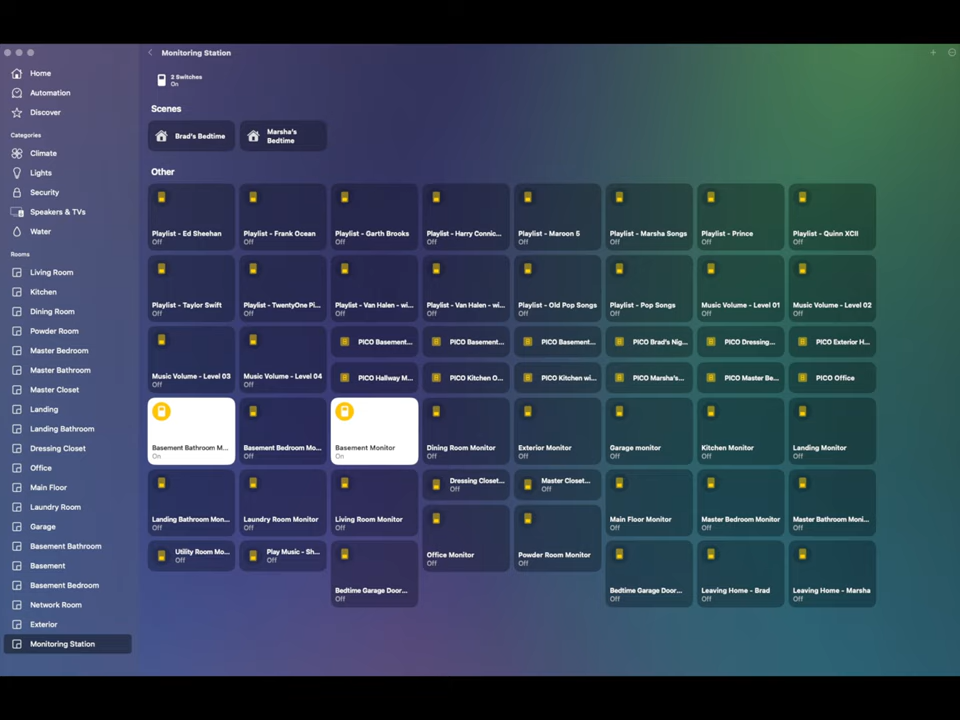 Monitoring Station
2 Switches
On
Home
Automation
Discover
Categories
Climate
Lights
Security
Speakers & TVs
Water
Rooms
Living Room
Kitchen
Dining Room
Powder Room
Master Bedroom
Master Bathroom
Master Closet
Landing
Landing Bathroom
Dressing Closet
Office
Main Floor
Laundry Room
Garage
Basement Bathroom
Basement
Basement Bedroom
Network Room
Exterior
Monitoring Station
Scenes
Brad's Bedtime
Marsha's
Bedtime
Other
Playlist - Ed Sheehan
Off
Playlist - Frank Ocean
Off
Playlist - Garth Brooks
Off
Playlist - Harry Connic...
Off
Playlist - Maroon 5
Off
Playlist - Marsha Songs
Off
Playlist - Prince
Off
Playlist - Quinn XCII
Off
Playlist - Taylor Swift
Off
Playlist - TwentyOne Pi...
Off
Playlist - Van Halen - wi...
Off
Playlist - Van Halen - wi...
Off
Playlist - Old Pop Songs
Off
Playlist - Pop Songs
Off
Music Volume - Level 01
Off
Music Volume - Level 02
Off
Music Volume - Level 03
Off
Music Volume - Level 04
Off
PICO Basement...
PICO Basement...
PICO Basement...
PICO Brad's Nig...
PICO Dressing...
PICO Exterior H...
PICO Hallway M...
PICO Kitchen O...
PICO Kitchen wi...
PICO Marsha's...
PICO Master Be...
PICO Office
Basement Bathroom M...
On
Basement Bedroom Mo...
Off
Basement Monitor
On
Dining Room Monitor
Off
Exterior Monitor
Off
Garage monitor
Off
Kitchen Monitor
Off
Landing Monitor
Off
Landing Bathroom Mon...
Off
Laundry Room Monitor
Off
Living Room Monitor
Off
Dressing Closet...
Off
Master Closet...
Off
Main Floor Monitor
Off
Master Bedroom Monitor
Off
Master Bathroom Moni...
Off
Office Monitor
Off
Powder Room Monitor
Off
Utility Room Mo...
Off
Play Music - Sh...
Off
Bedtime Garage Door...
Off
Bedtime Garage Door...
Off
Leaving Home - Brad
Off
Leaving Home - Marsha
Off